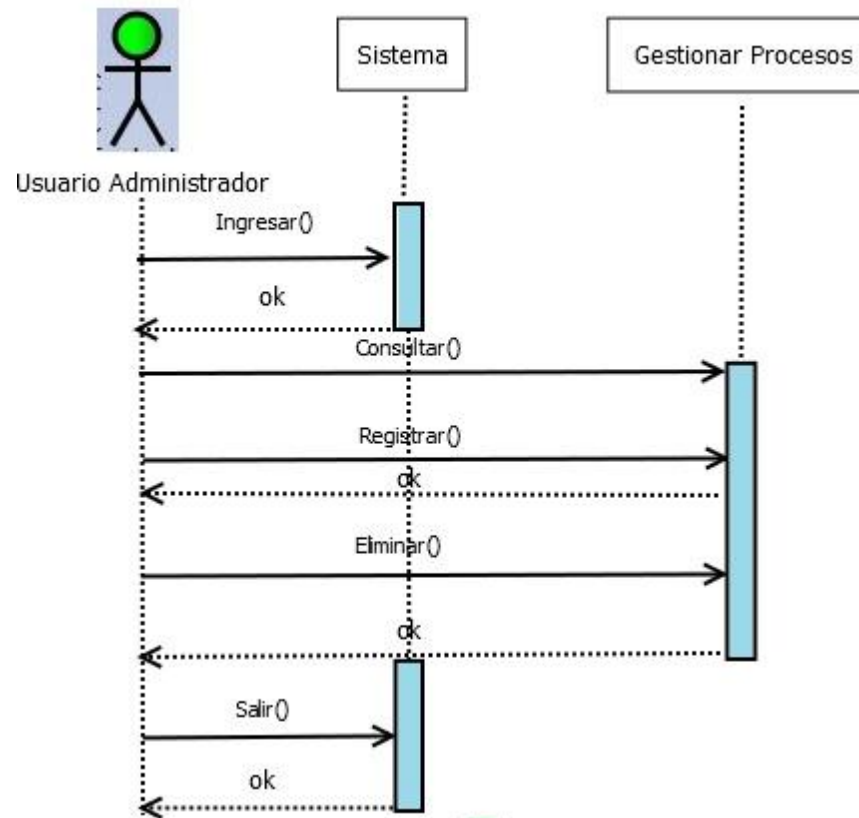 Sistema
Gestionar Procesos
Usuario Administrador
Ingresar()
ok
Consultar()
Registrar()
ok
Eliminar()
ok
Salir()
ok